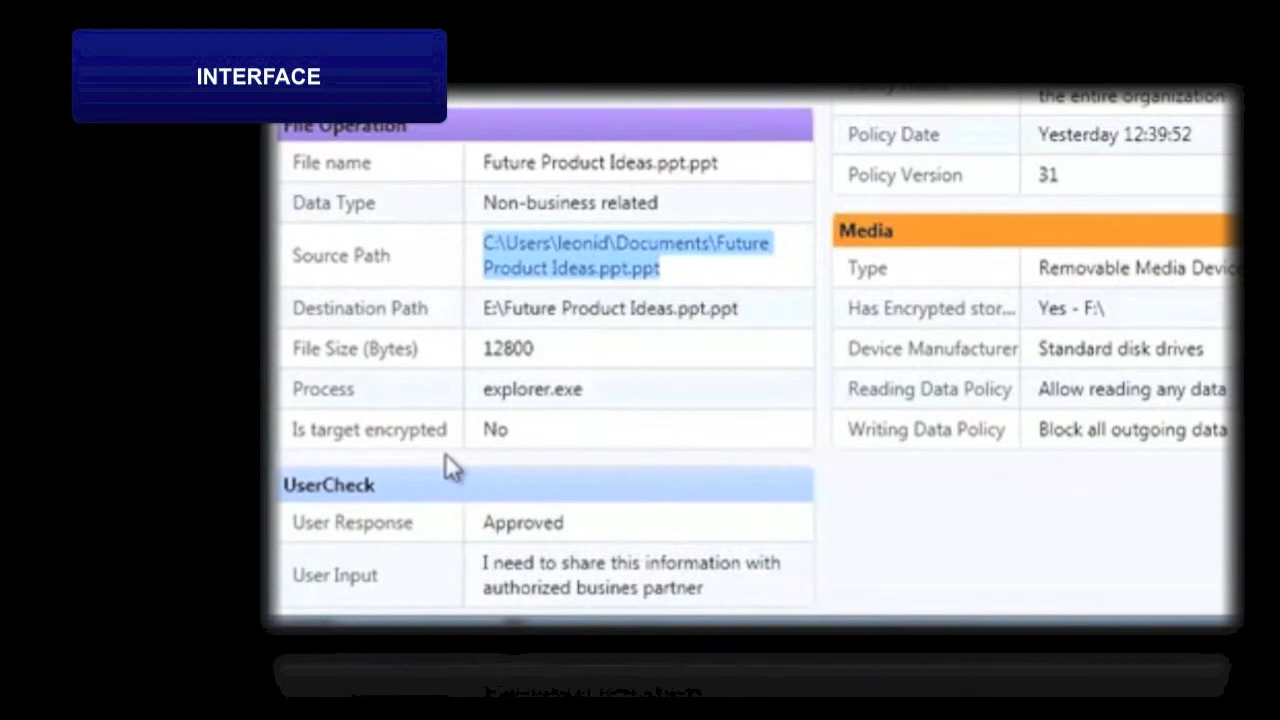 INTERFACE
File Operation
File name Future Product Ideas.ppt.ppt
Data Type Non-business related
Source Path C:\Users\leonid\Documents\Future
Product Ideas.ppt.ppt
Destination Path E:\Future Product Ideas.ppt.ppt
File Size (Bytes) 12800
Process explorer.exe
Is target encrypted No
UserCheck
User Response Approved
User Input I need to share this information with
authorized busines partner
the entire organization
Policy Date Yesterday 12:39:52
Policy Version 31
Media
Type Removable Media Device
Has Encrypted stor... Yes - F:\
Device Manufacturer Standard disk drives
Reading Data Policy Allow reading any data
Writing Data Policy Block all outgoing data